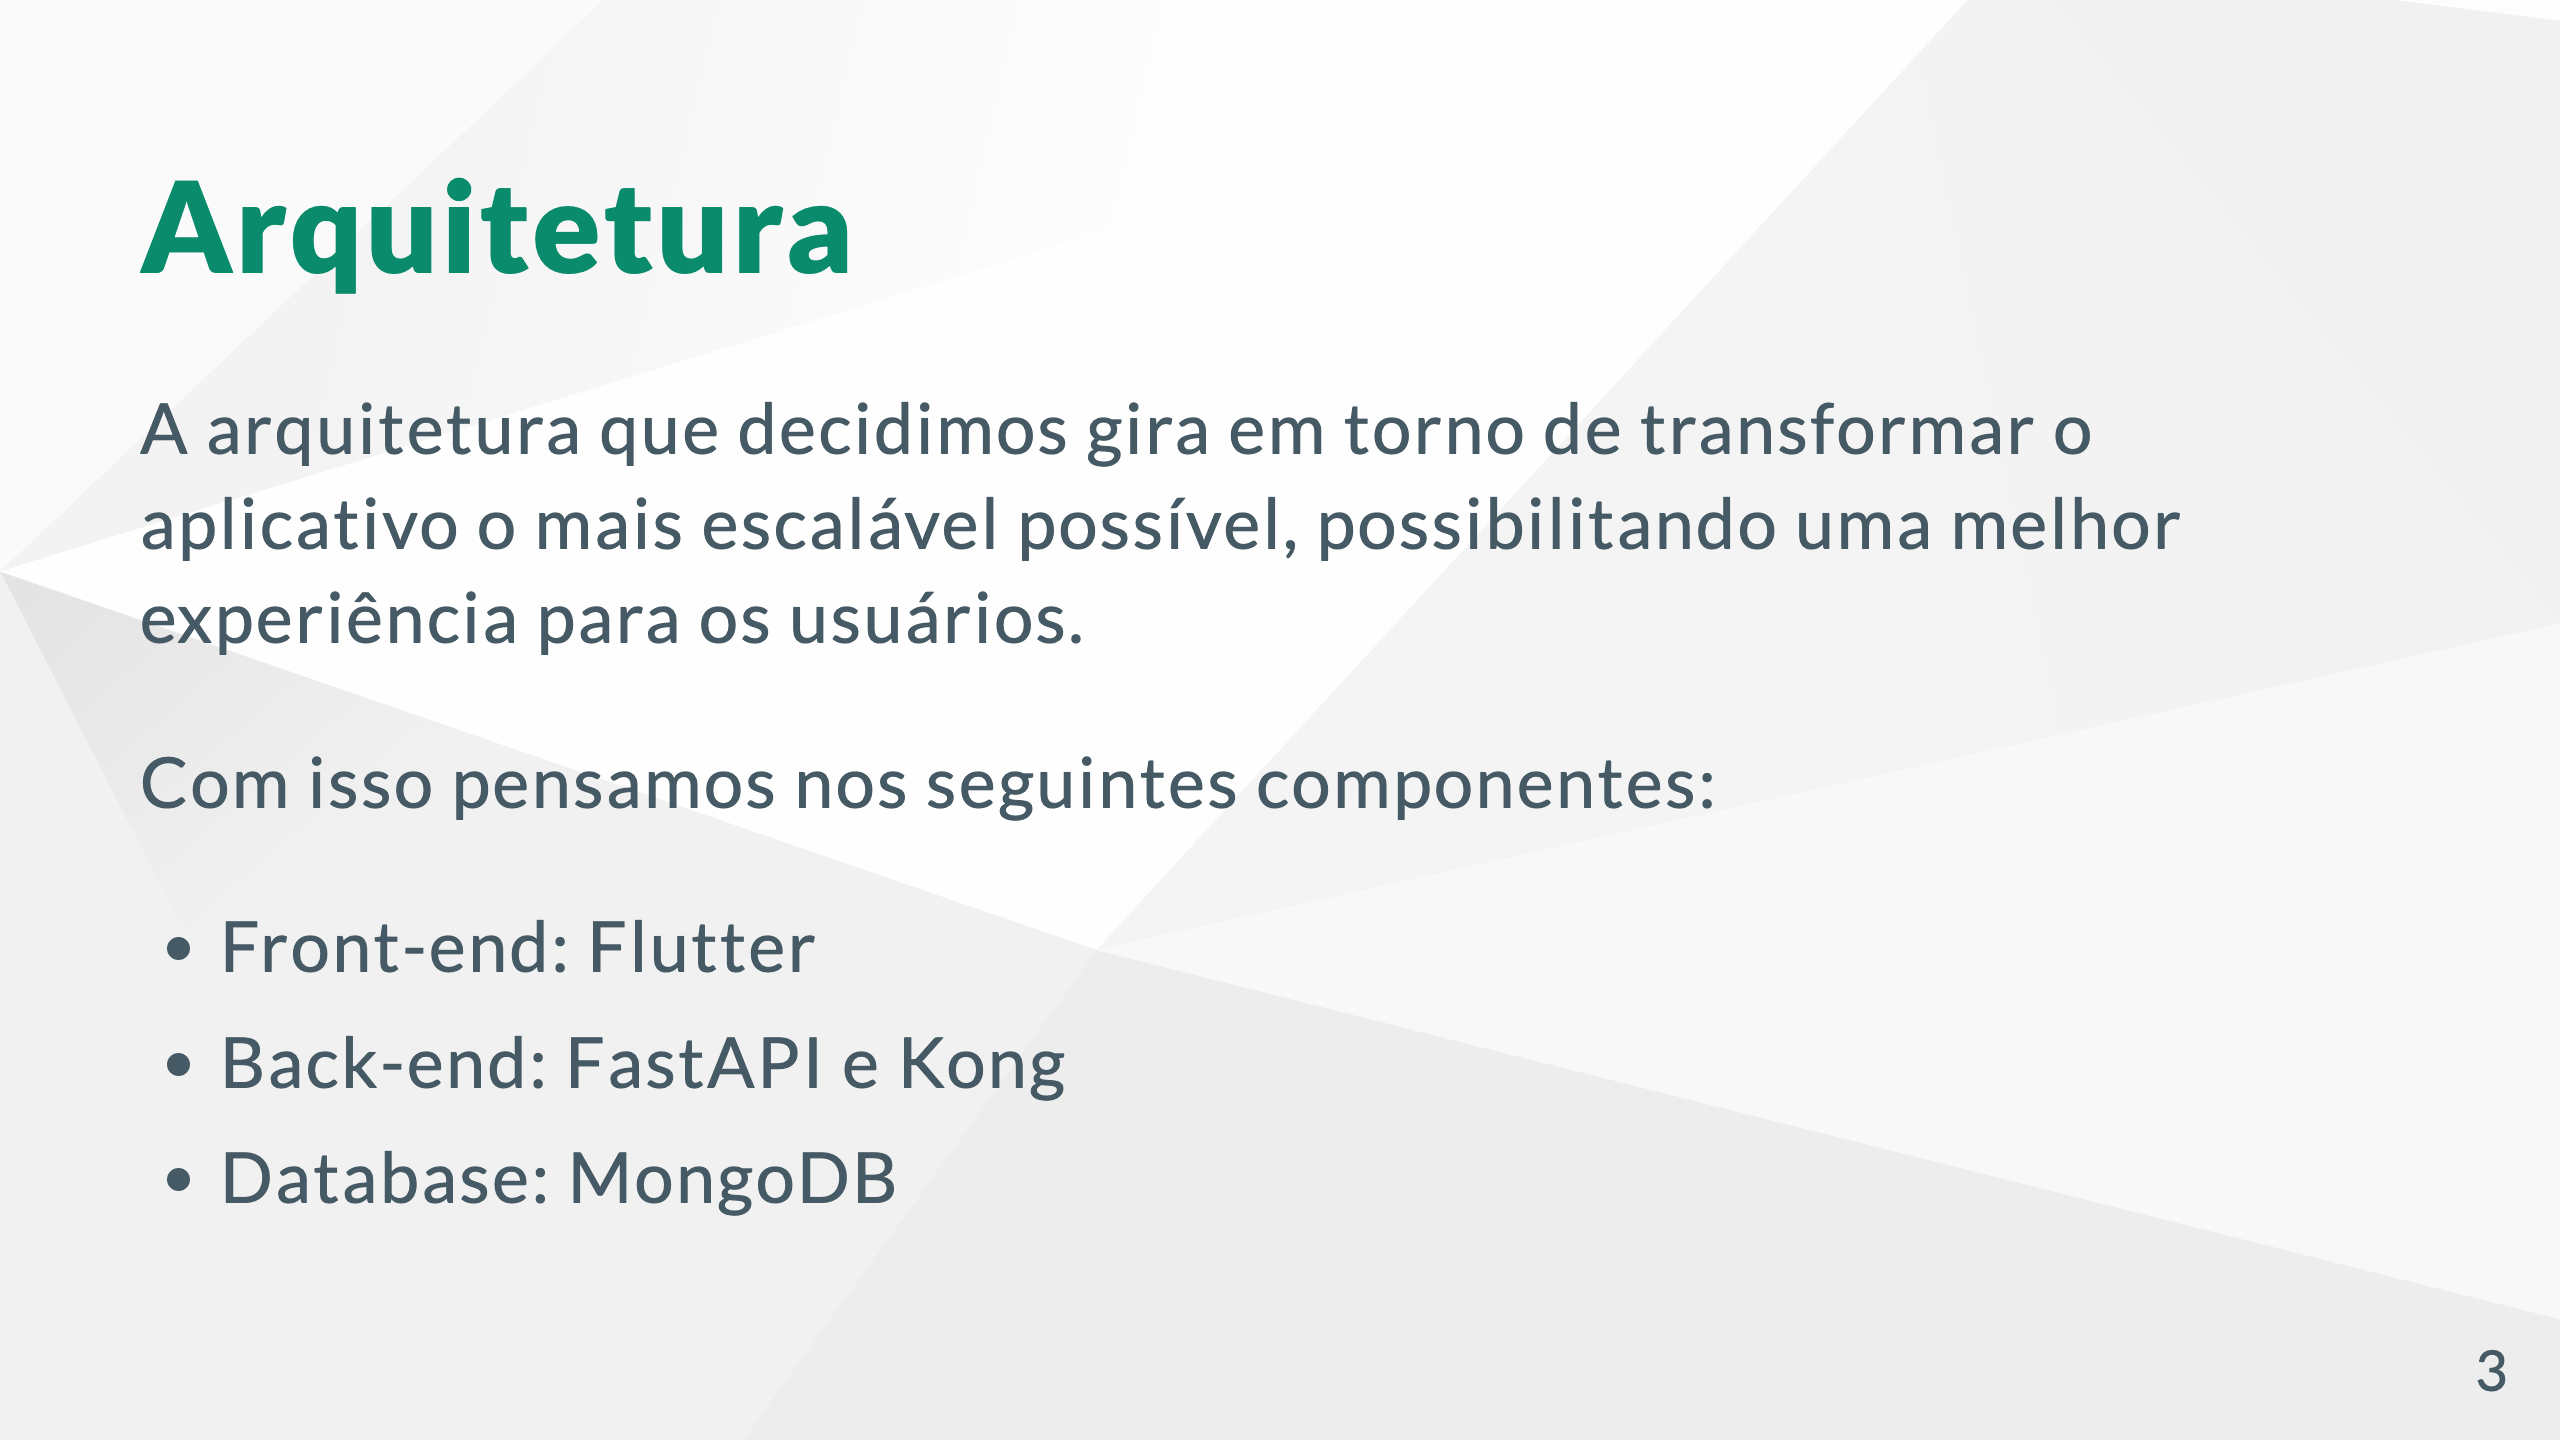 Arquitetura
A arquitetura que decidimos gira em torno de transformar o
aplicativo o mais escalável possível, possibilitando uma melhor
experiência para os usuários.
Com isso pensamos nos seguintes componentes:
• Front-end: Flutter
• Back-end: FastAPI e Kong
• Database: MongoDB
3